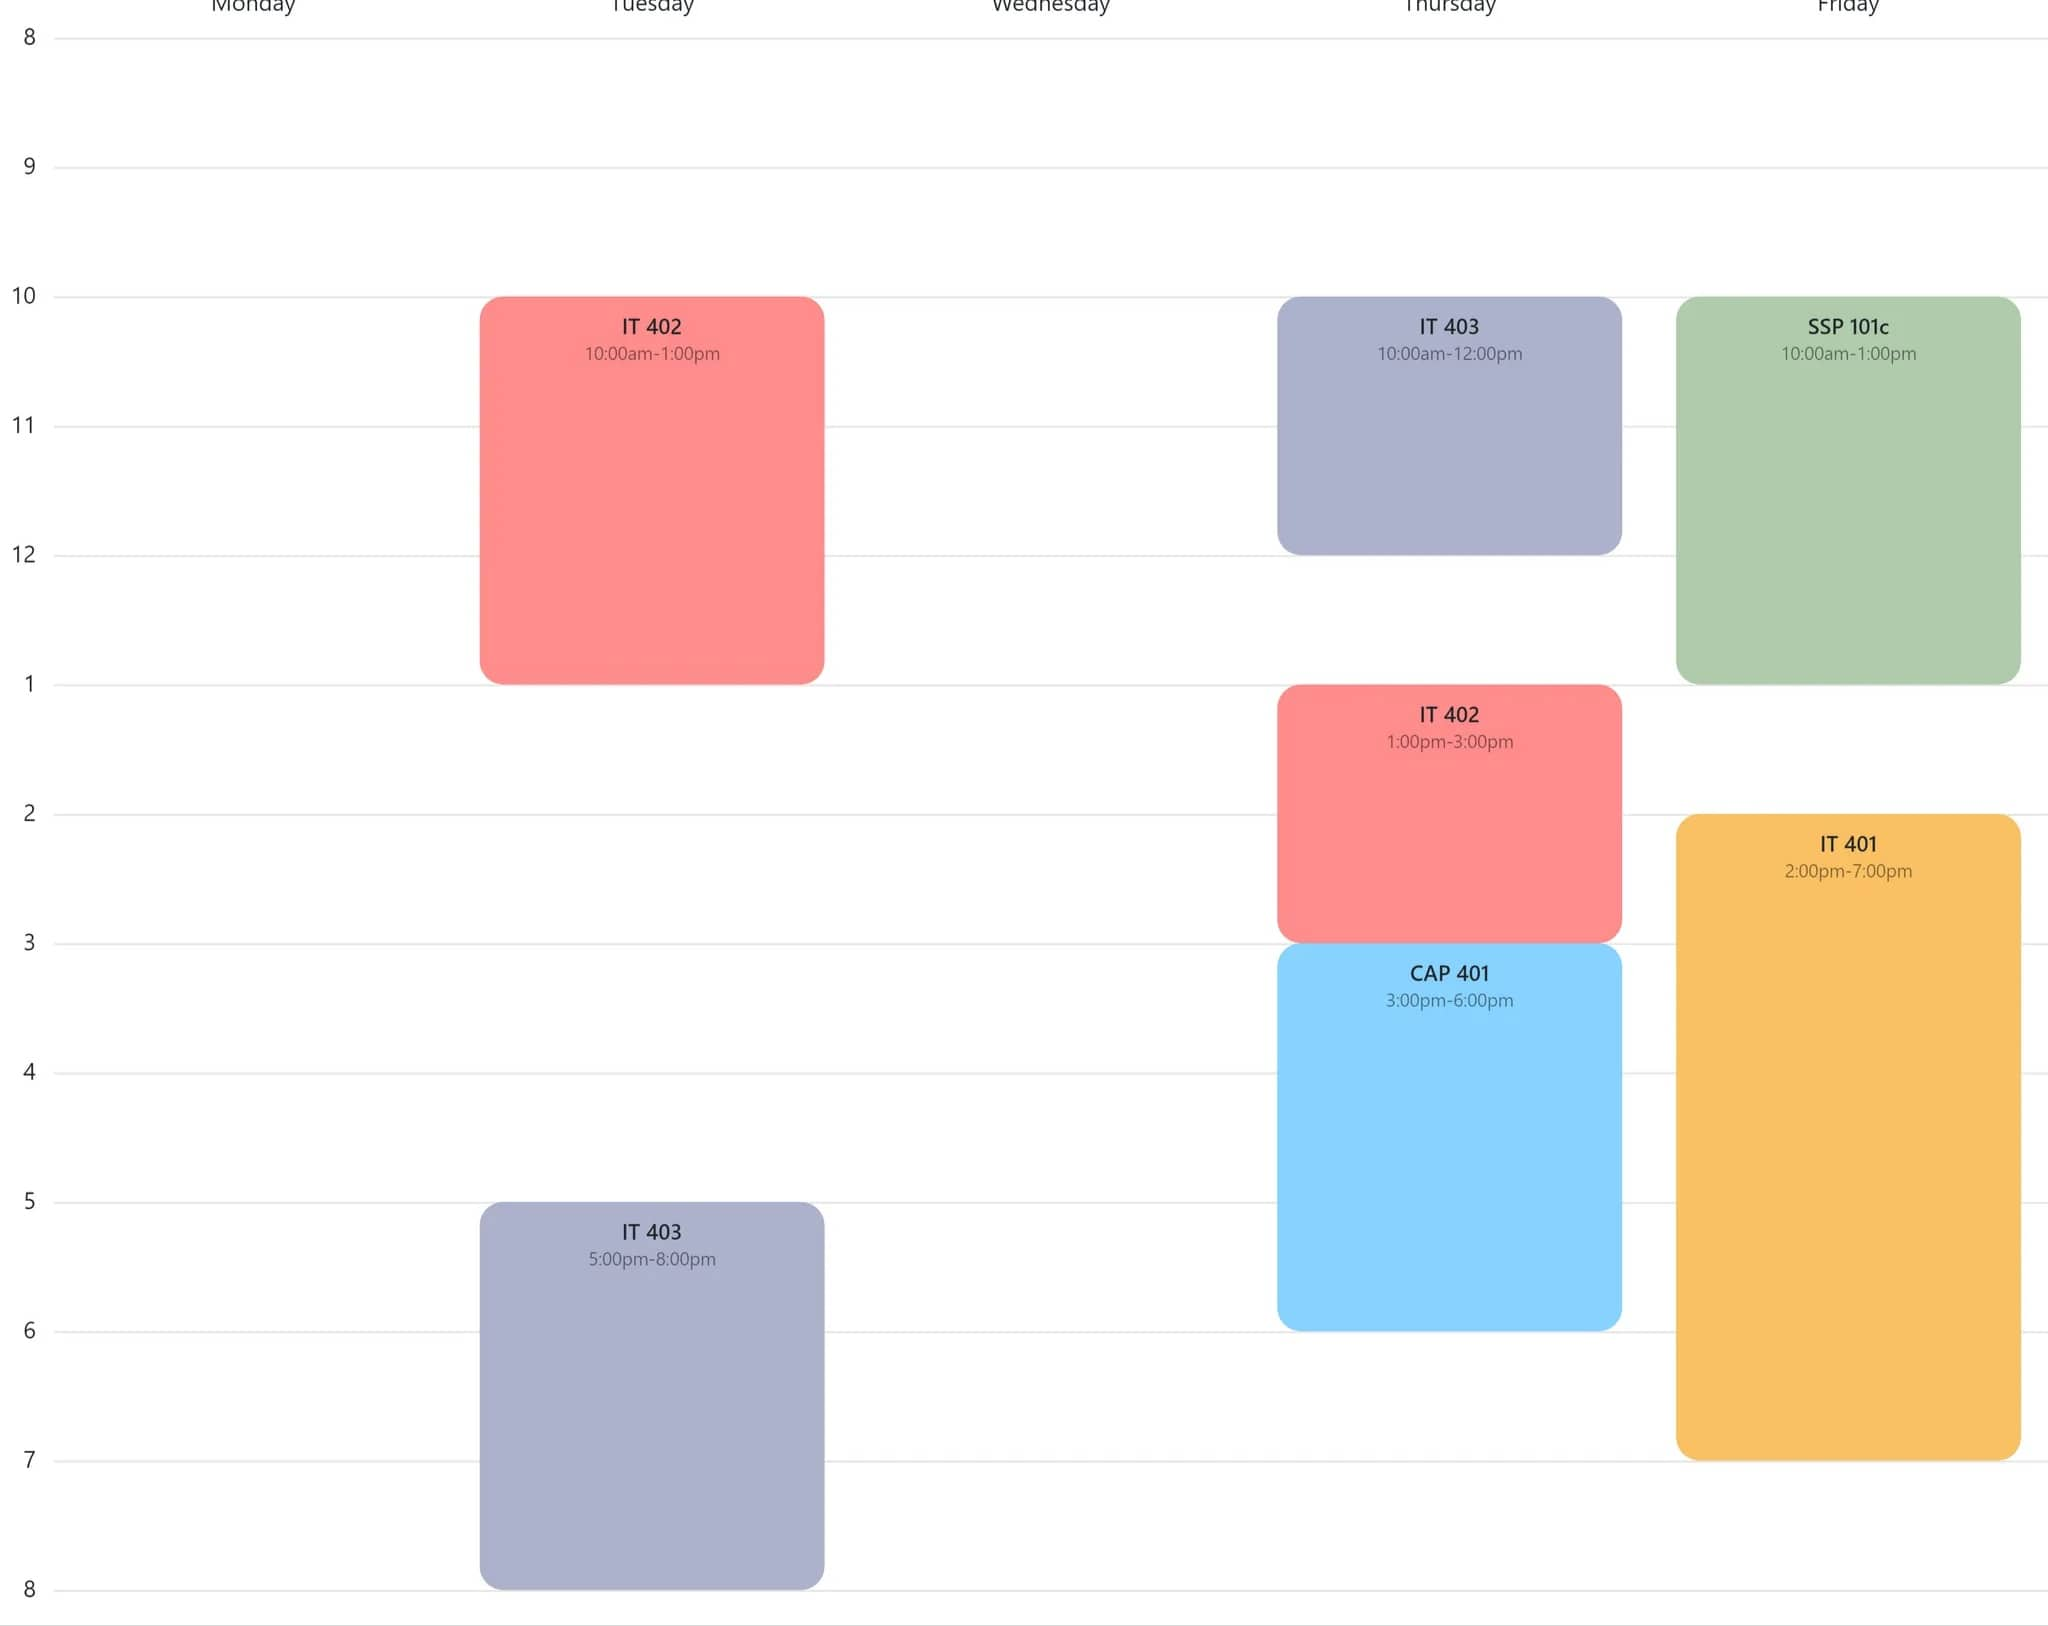 Monday Tuesday Wednesday Thursday Friday
8
9
10
IT 402
10:00am-1:00pm
IT 403
10:00am-12:00pm
SSP 101c
10:00am-1:00pm
11
12
1
IT 402
1:00pm-3:00pm
2
IT 401
2:00pm-7:00pm
3
CAP 401
3:00pm-6:00pm
4
5
IT 403
5:00pm-8:00pm
6
7
8